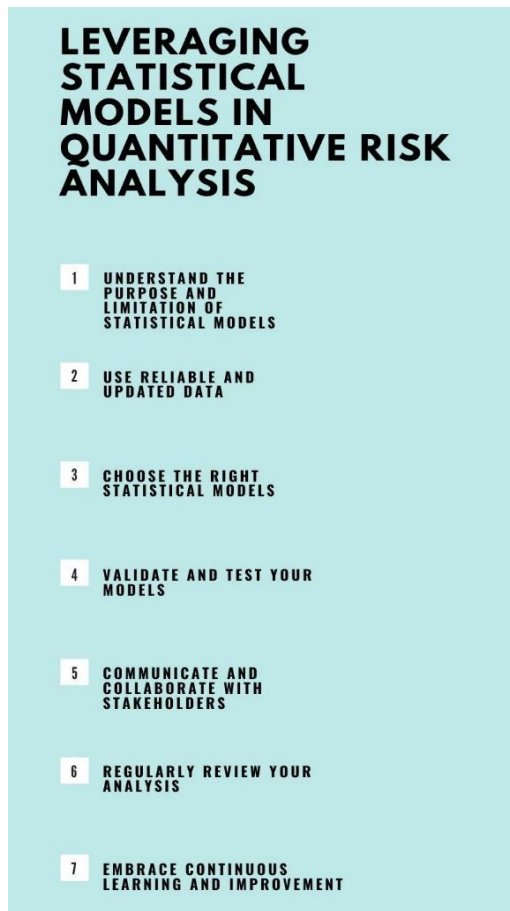 LEVERAGING
STATISTICAL
MODELS IN
QUANTITATIVE RISK
ANALYSIS
1 UNDERSTAND THE
PURPOSE AND
LIMITATION OF
STATISTICAL MODELS
2 USE RELIABLE AND
UPDATED DATA
3 CHOOSE THE RIGHT
STATISTICAL MODELS
4 VALIDATE AND TEST YOUR
MODELS
5 COMMUNICATE AND
COLLABORATE WITH
STAKEHOLDERS
6 REGULARLY REVIEW YOUR
ANALYSIS
7 EMBRACE CONTINUOUS
LEARNING AND IMPROVEMENT